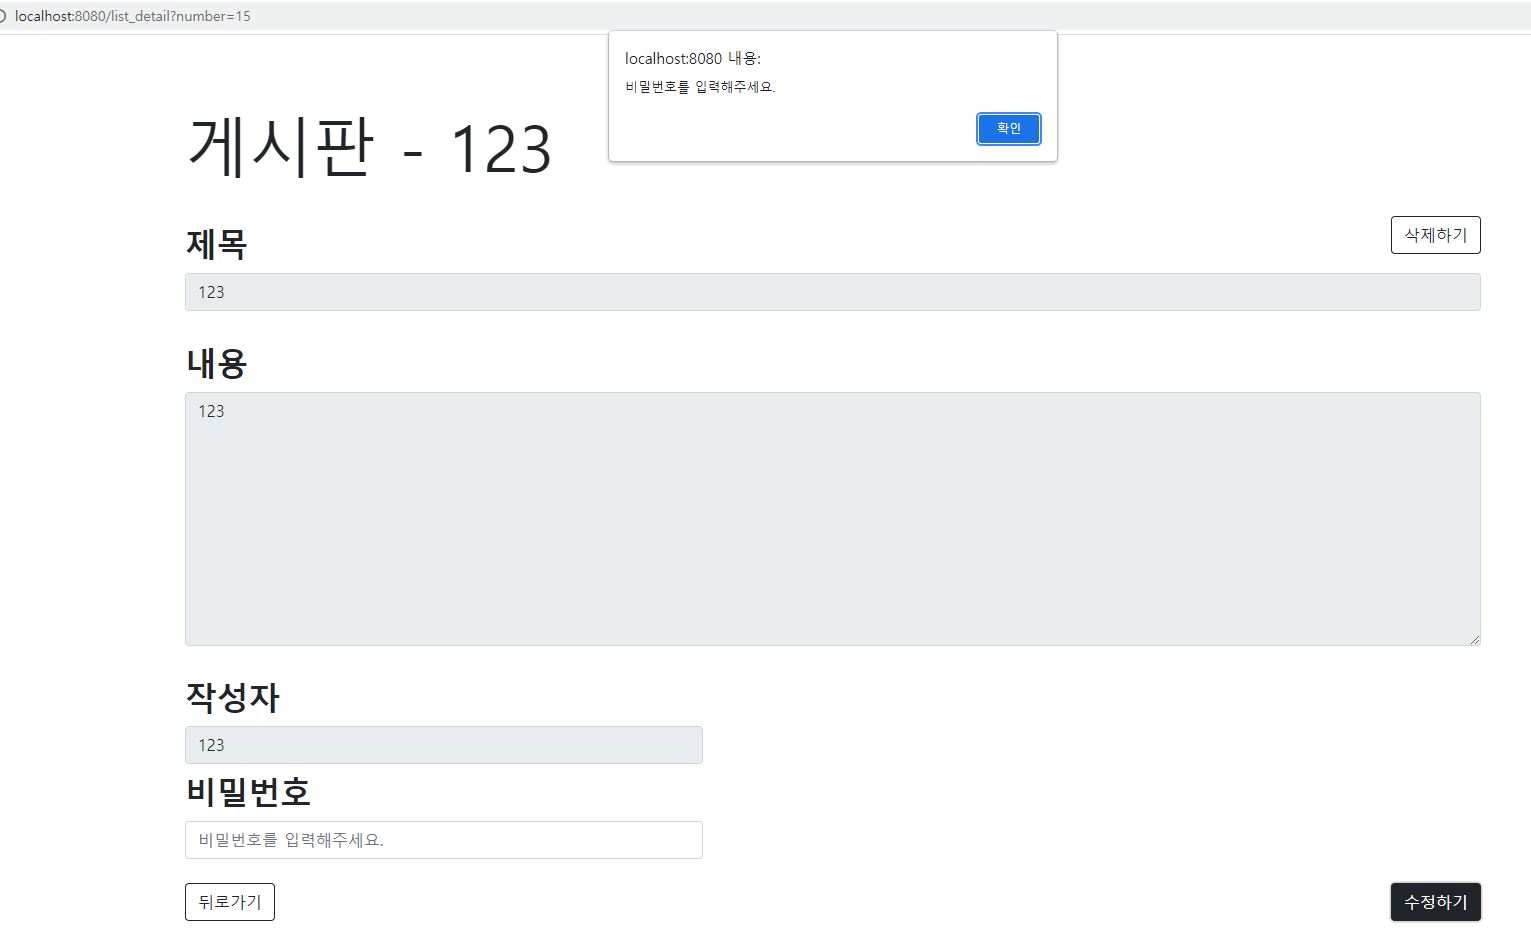 localhost:8080/list_detail?number=15
localhost:8080 내용:
비밀번호를 입력해주세요.
확인
게시판 - 123
제목
삭제하기
123
내용
123
작성자
123
비밀번호
비밀번호를 입력해주세요.
뒤로가기
수정하기